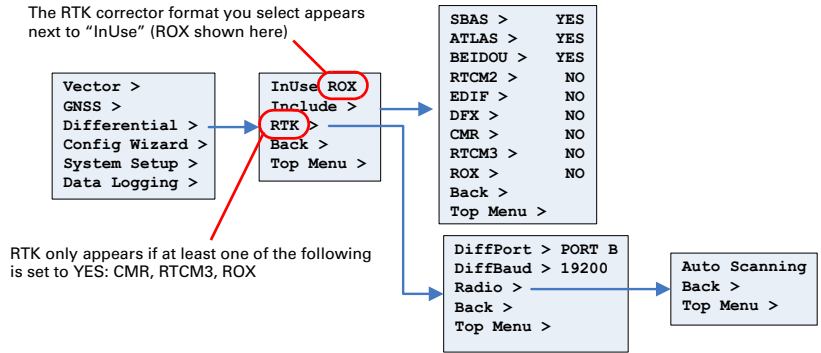 The RTK corrector format you select appears
next to “InUse” (ROX shown here)
Vector >
GNSS >
Differential >
Config Wizard >
System Setup >
Data Logging >
InUse ROX
Include >
RTK >
Back >
Top Menu >
SBAS > YES
ATLAS > YES
BEIDOU > YES
RTCM2 > NO
EDIF > NO
DFX > NO
CMR > NO
RTCM3 > NO
ROX > NO
Back >
Top Menu >
RTK only appears if at least one of the following
is set to YES: CMR, RTCM3, ROX
DiffPort > PORT B
DiffBaud > 19200
Radio >
Back >
Top Menu >
Auto Scanning
Back >
Top Menu >